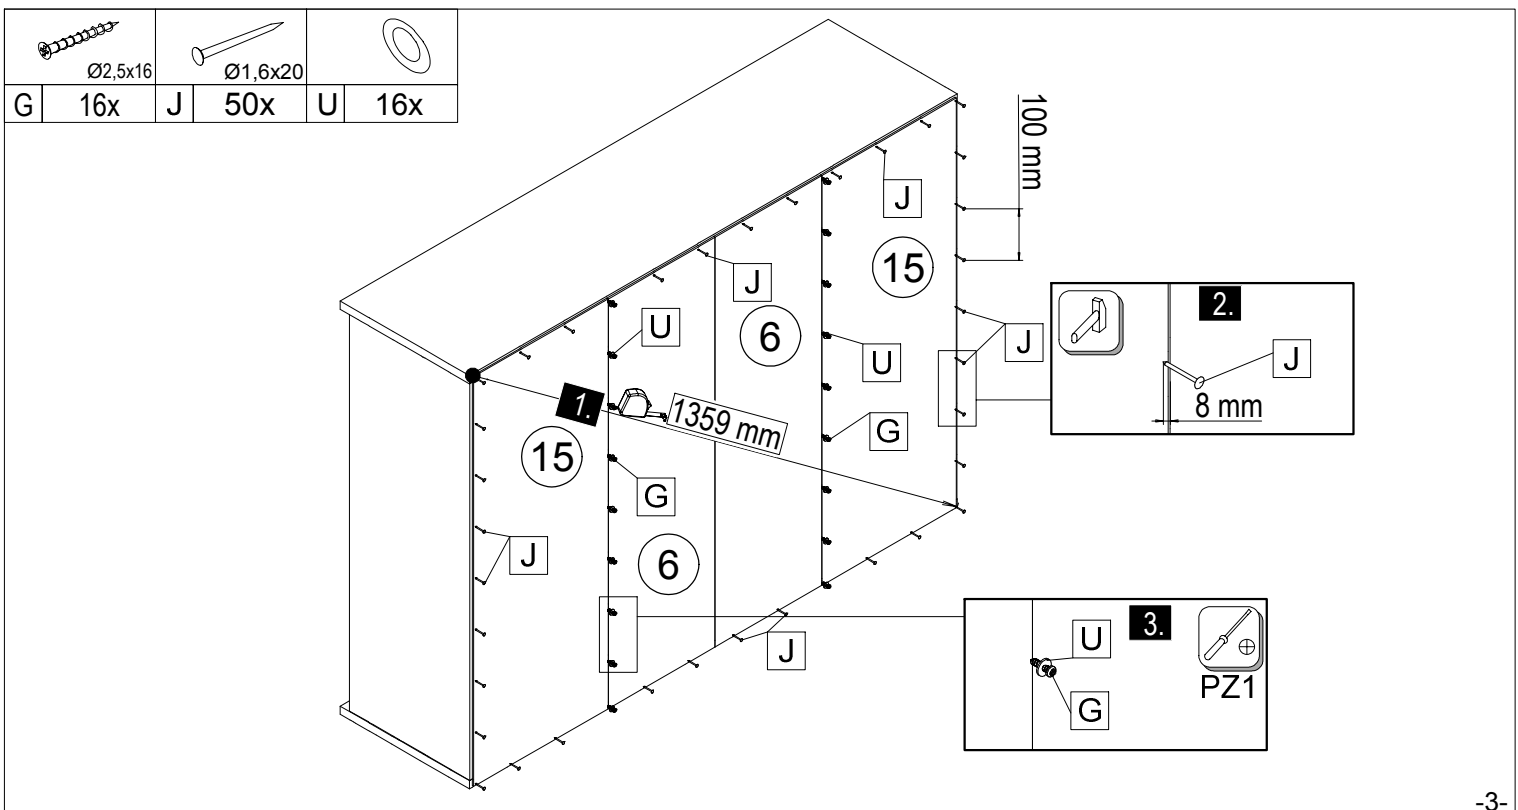 Ø2,5x16
Ø1,6x20
G 16x J 50x U 16x
100 mm
J
15
J
6
U
U
J
2.
J
8 mm
1.
1359 mm
15
G
G
J
6
J
3.
U
G
PZ1
-3-